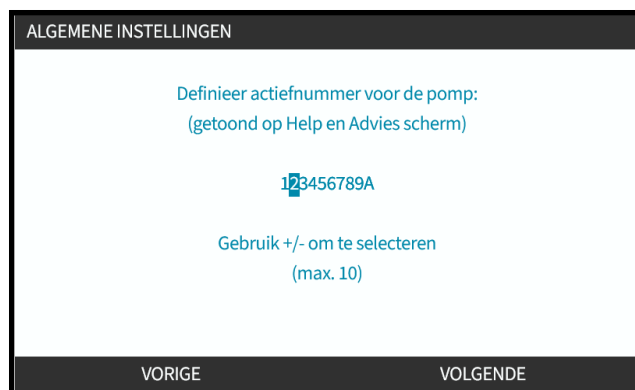 ALGEMENE INSTELLINGEN
Definieer actiefnummer voor de pomp:
(getoond op Help en Advies scherm)
123456789A
Gebruik +/- om te selecteren
(max. 10)
VORIGE VOLGENDE